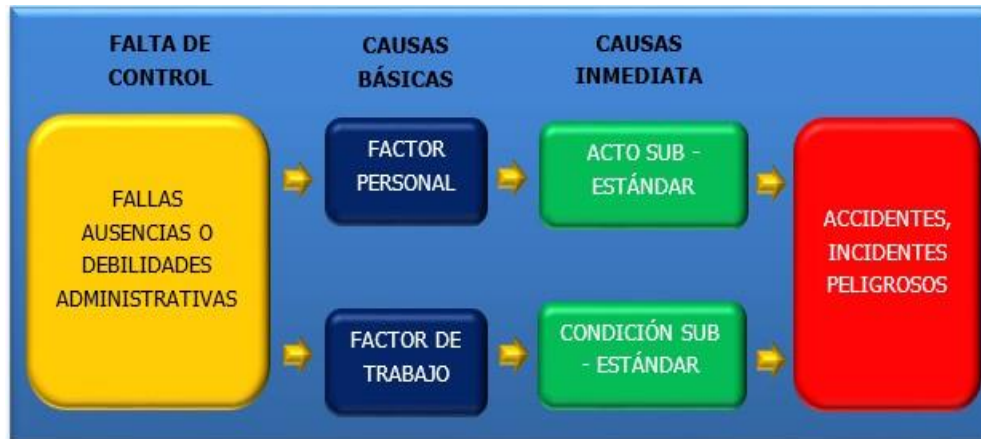 FALTA DE
CONTROL
CAUSAS
BÁSICAS
CAUSAS
INMEDIATA
FALLAS
AUSENCIAS O
DEBILIDADES
ADMINISTRATIVAS
FACTOR
PERSONAL
ACTO SUB -
ESTÁNDAR
FACTOR DE
TRABAJO
CONDICIÓN SUB
- ESTÁNDAR
ACCIDENTES,
INCIDENTES
PELIGROSOS